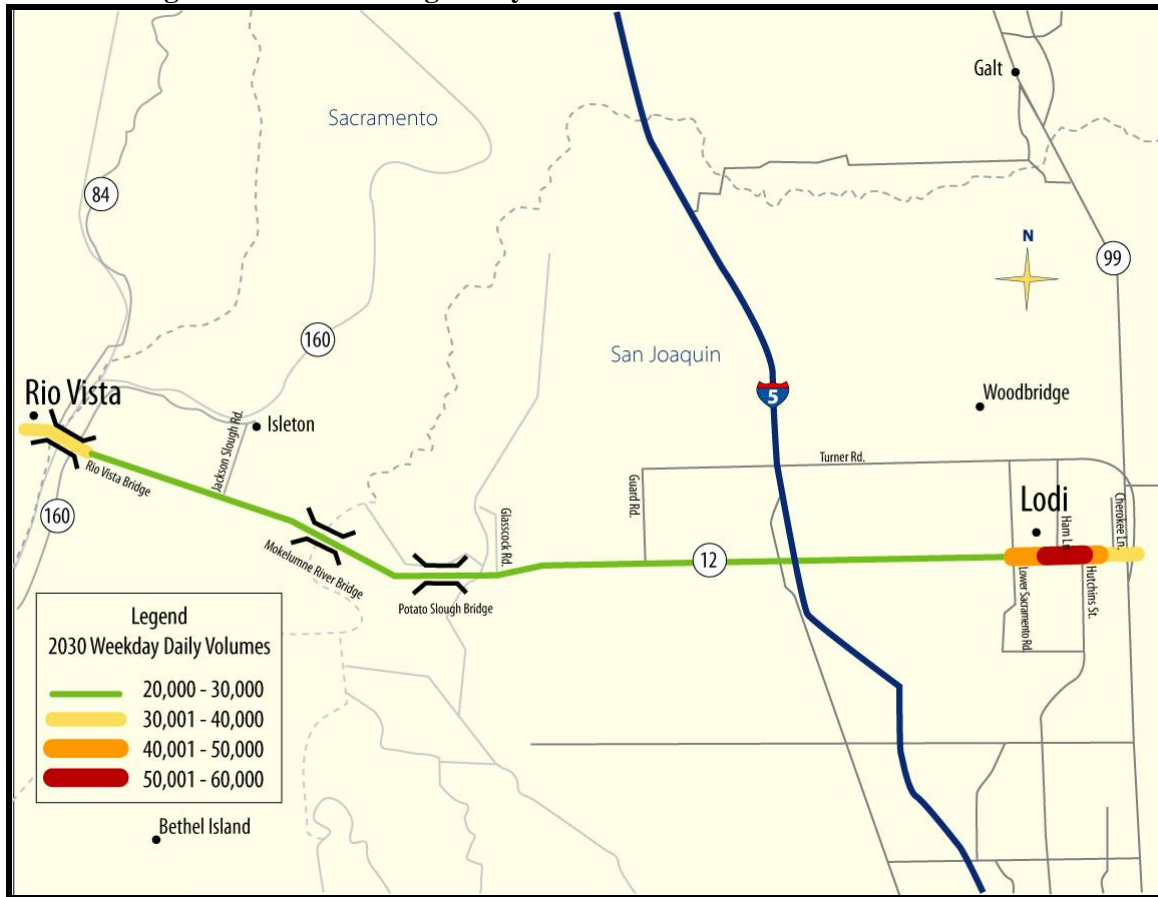 Galt
Sacramento
84
99
N
160
San Joaquin
5
Rio Vista
Woodbridge
Isleton
Jackson Slough Rd.
Turner Rd.
Rio Vista Bridge
Guard Rd.
Lodi
Ham Ln.
Cherokee Ln.
160
Glasscock Rd.
Mokelumne River Bridge
12
Potato Slough Bridge
Lower Sacramento Rd.
Hutchins St.
Legend
2030 Weekday Daily Volumes
20,000 - 30,000
30,001 - 40,000
40,001 - 50,000
50,001 - 60,000
Bethel Island